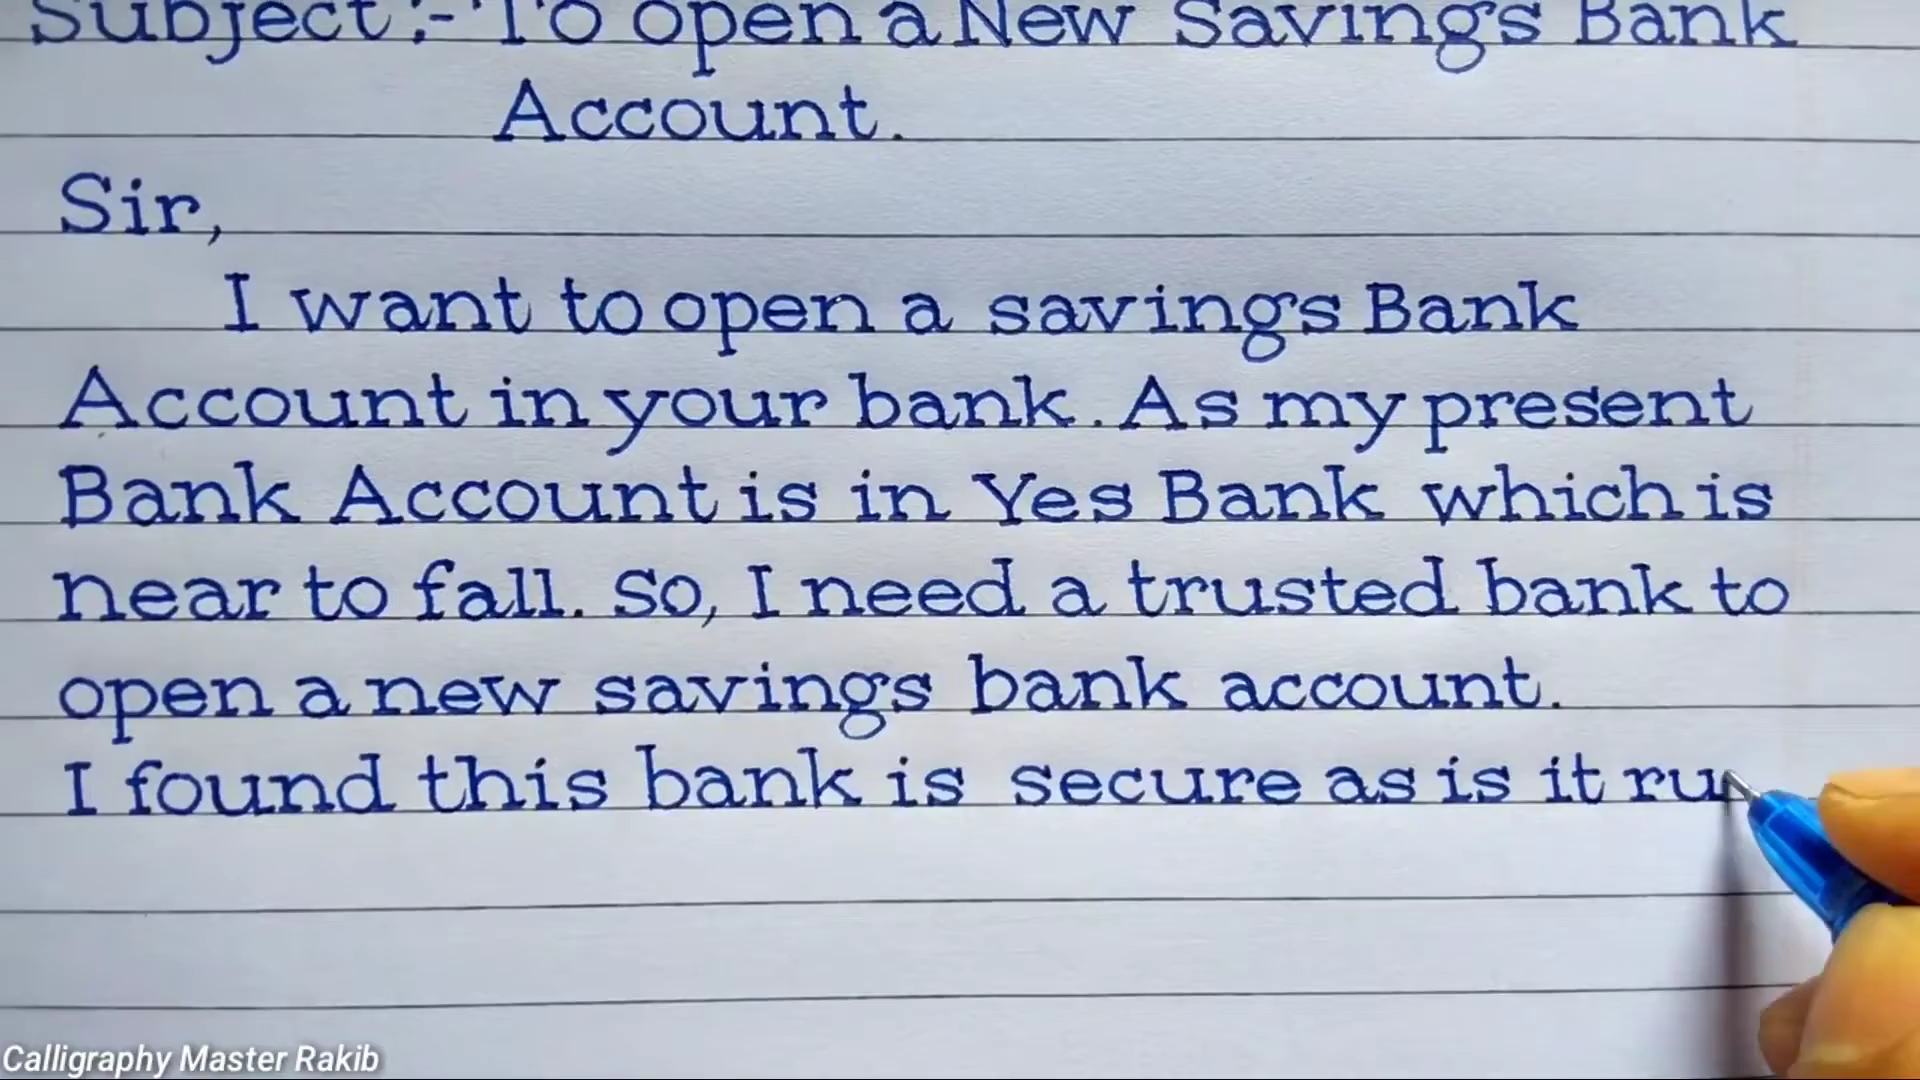 Subject:- To open a New Savings Bank
Account.
Sir,
I want to open a savings Bank
Account in your bank. As my present
Bank Account is in Yes Bank which is
near to fall. So, I need a trusted bank to
open a new savings bank account.
I found this bank is secure as is it ru
Calligraphy Master Rakib